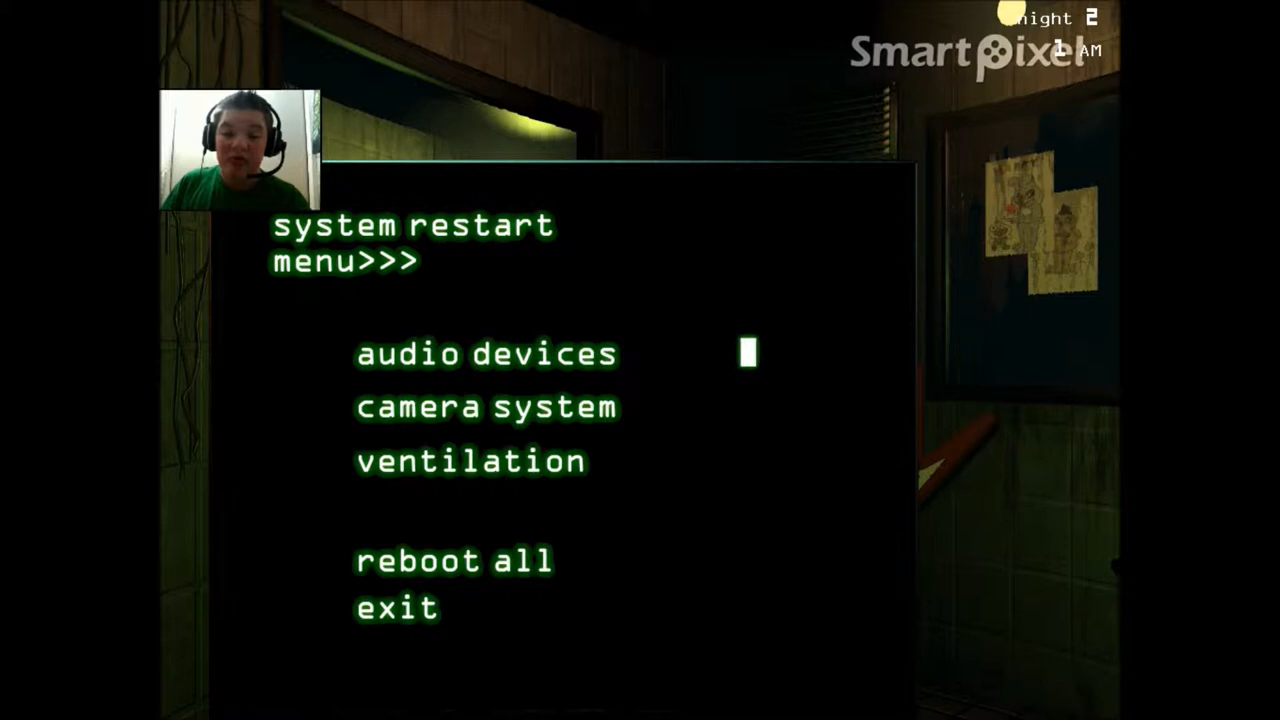 night 2
SmartPixel
1 AM
system restart
menu>>>
audio devices
camera system
ventilation
reboot all
exit